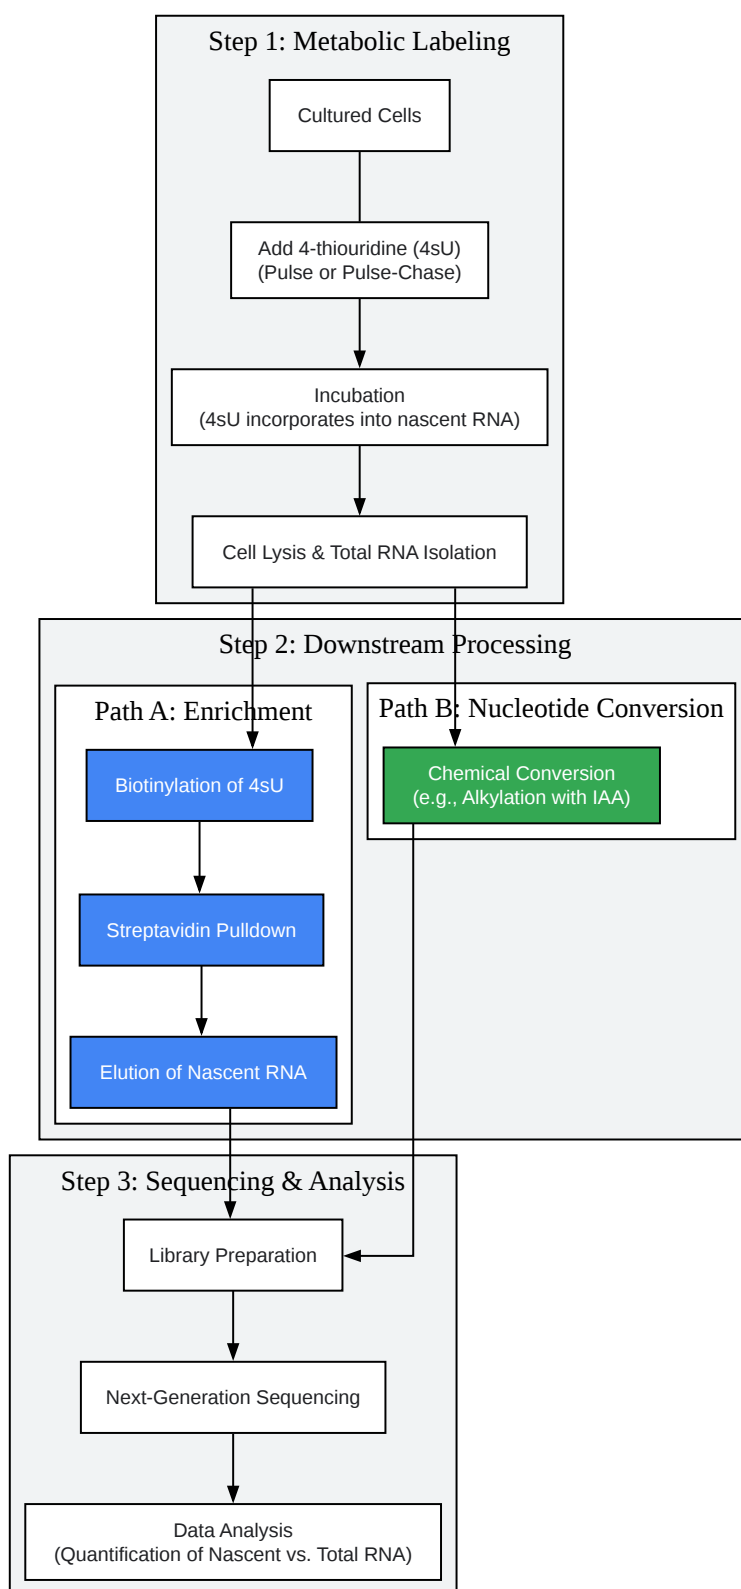 Step 1: Metabolic Labeling
Cultured Cells
Add 4-thiouridine (4sU)
(Pulse or Pulse-Chase)
Incubation
(4sU incorporates into nascent RNA)
Cell Lysis & Total RNA Isolation
Step 2: Downstream Processing
Path A: Enrichment
Biotinylation of 4sU
Streptavidin Pulldown
Elution of Nascent RNA
Path B: Nucleotide Conversion
Chemical Conversion
(e.g., Alkylation with IAA)
Step 3: Sequencing & Analysis
Library Preparation
Next-Generation Sequencing
Data Analysis
(Quantification of Nascent vs. Total RNA)